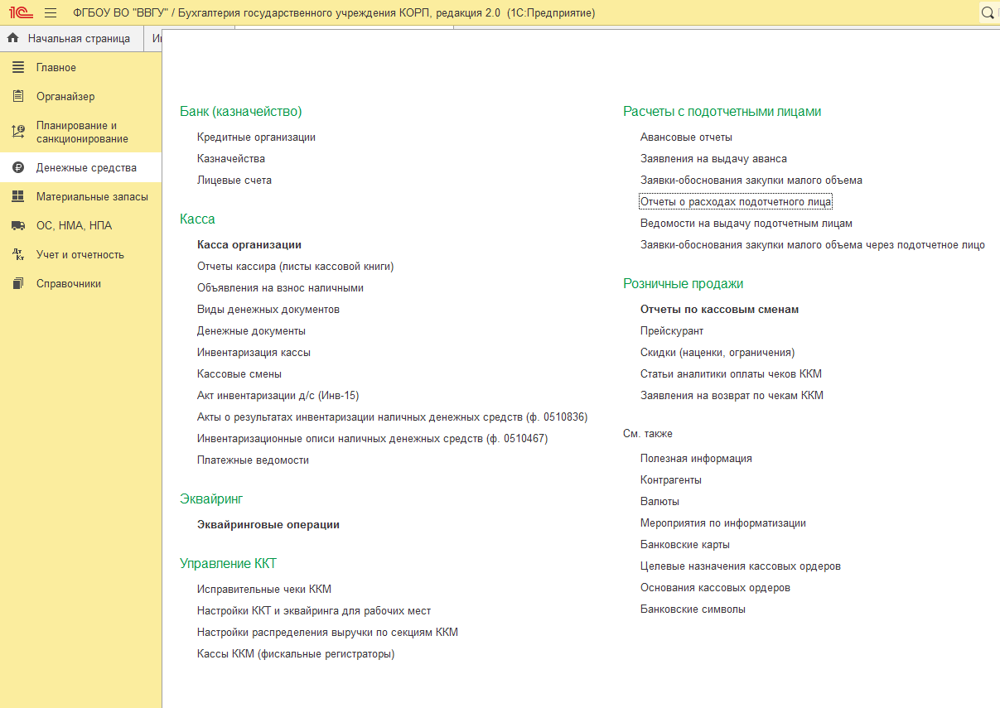 1С ФГБОУ ВО "ВВГУ" / Бухгалтерия государственного учреждения КОРП, редакция 2.0 (1С:Предприятие)
Начальная страница
Главное
Органайзер
Планирование и
санкционирование
Денежные средства
Материальные запасы
ОС, НМА, НПА
Учет и отчетность
Справочники
Банк (казначейство)
Кредитные организации
Казначейства
Лицевые счета
Касса
Касса организации
Отчеты кассира (листы кассовой книги)
Объявления на взнос наличными
Виды денежных документов
Денежные документы
Инвентаризация кассы
Кассовые смены
Акт инвентаризации д/с (Инв-15)
Акты о результатах инвентаризации наличных денежных средств (ф. 0510836)
Инвентаризационные описи наличных денежных средств (ф. 0510467)
Платежные ведомости
Эквайринг
Эквайринговые операции
Управление ККТ
Исправительные чеки ККМ
Настройки ККТ и эквайринга для рабочих мест
Настройки распределения выручки по секциям ККМ
Кассы ККМ (фискальные регистраторы)
Расчеты с подотчетными лицами
Авансовые отчеты
Заявления на выдачу аванса
Заявки-обоснования закупки малого объема
Отчеты о расходах подотчетного лица
Ведомости на выдачу подотчетным лицам
Заявки-обоснования закупки малого объема через подотчетное лицо
Розничные продажи
Отчеты по кассовым сменам
Прейскурант
Скидки (наценки, ограничения)
Статьи аналитики оплаты чеков ККМ
Заявления на возврат по чекам ККМ
См. также
Полезная информация
Контрагенты
Валюты
Мероприятия по информатизации
Банковские карты
Целевые назначения кассовых ордеров
Основания кассовых ордеров
Банковские символы